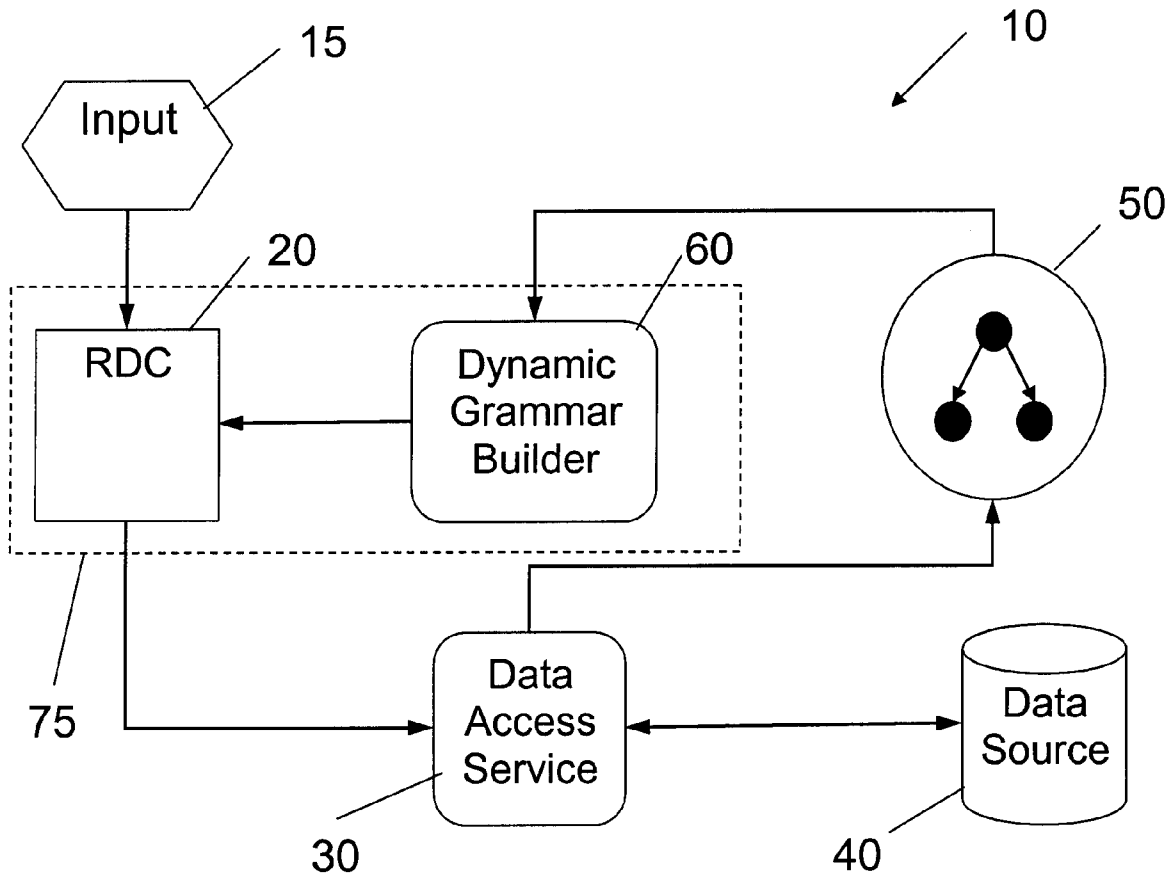 15
10
Input
50
20
60
RDC
Dynamic
Grammar
Builder
75
Data
Access
Service
Data
Source
30
40